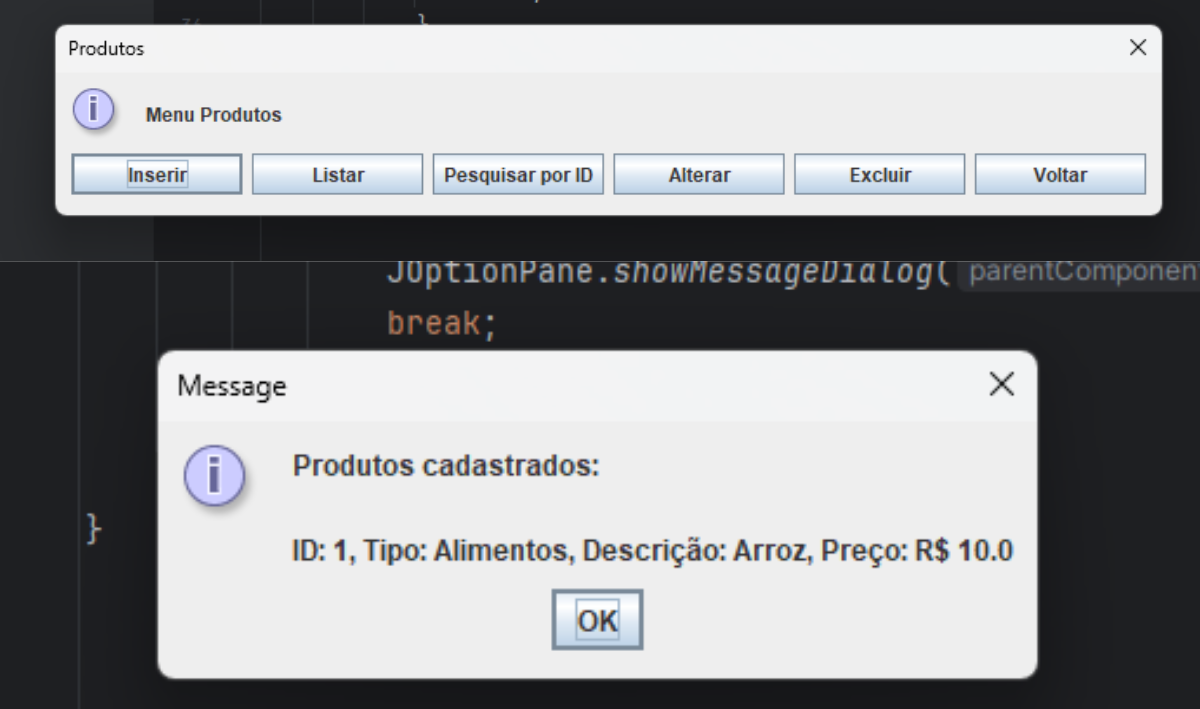 }
Produtos
Menu Produtos
Inserir Listar Pesquisar por ID Alterar Excluir Voltar
JOptionPane.showMessageDialog( parentComponen
break;
Message
Produtos cadastrados:
}
ID: 1, Tipo: Alimentos, Descrição: Arroz, Preço: R$ 10.0
OK